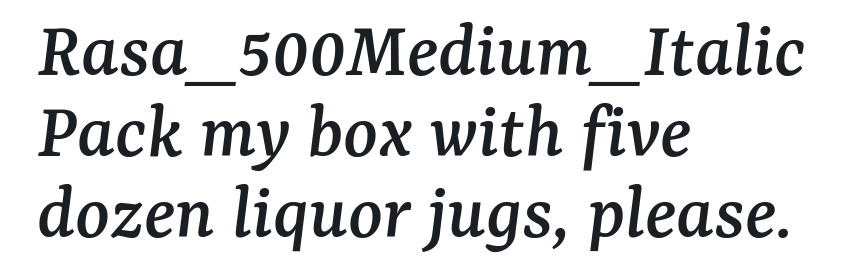 Rasa_500Medium_Italic
Pack my box with five
dozen liquor jugs, please.